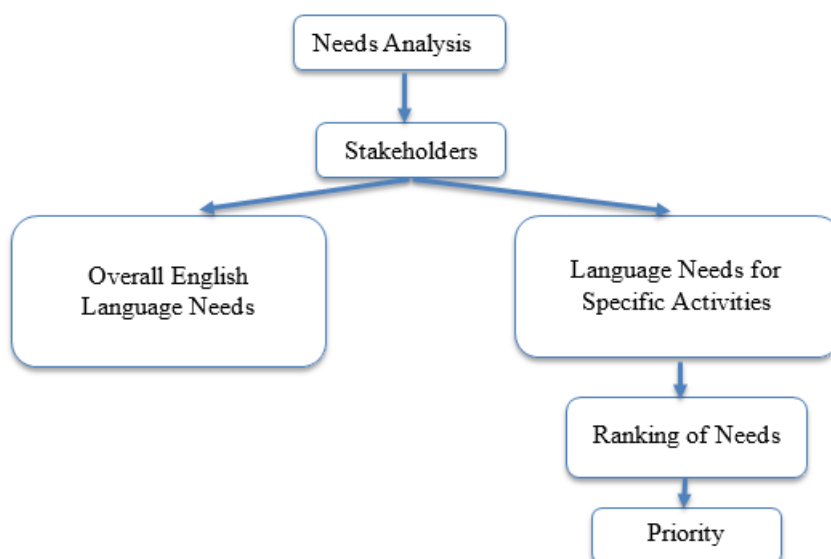 Needs Analysis
Stakeholders
Overall English
Language Needs
Language Needs for
Specific Activities
Ranking of Needs
Priority